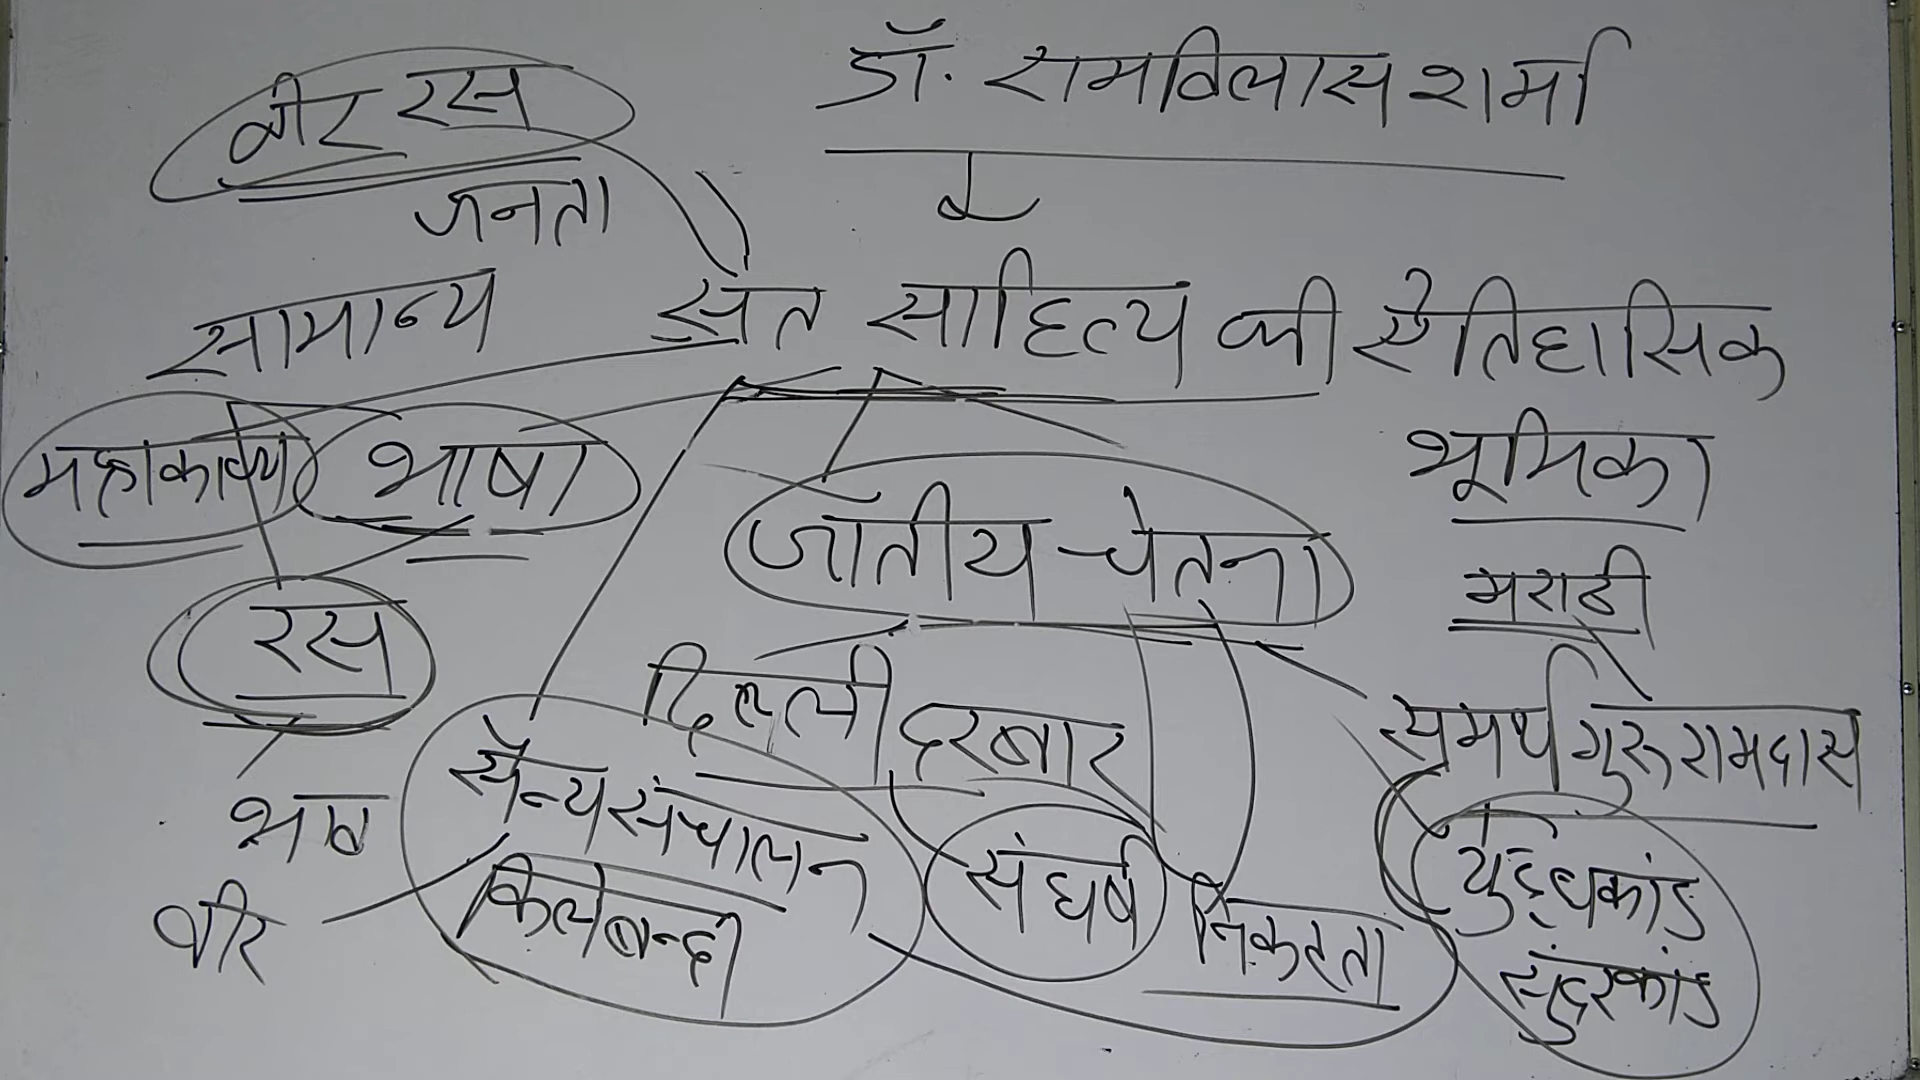 डॉ. रामविलास शर्मा
वीर रस
जनता
सामान्य
संत साहित्य की ऐतिहासिक
भूमिका
महाकाव्य
भाषा
जातीय चेतना
मराठी
रस
दिल्ली दरबार
समर्थ गुरु रामदास
भाव
वीर
सैन्य संचालन
किलेबन्दी
संघर्ष
निकटता
युद्धकांड
सुंदरकांड